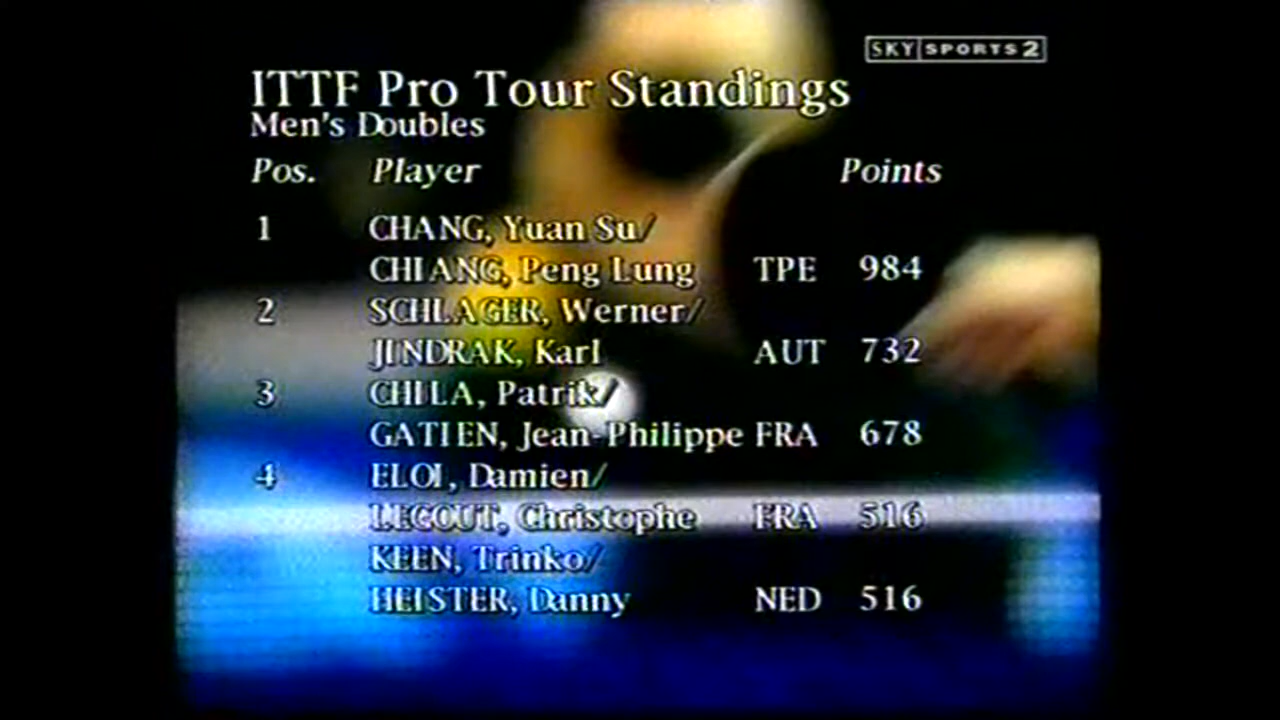 SKY SPORTS 2
ITTF Pro Tour Standings
Men's Doubles
Pos. Player Points
1 CHANG, Yuan Su/
CHIANG, Peng Lung TPE 984
2 SCHLAGER, Werner/
JINDRAK, Karl AUT 732
3 CHILA, Patrik/
GATIEN, Jean-Philippe FRA 678
4 ELOI, Damien/
LEGOUT, Christophe FRA 516
KEEN, Trinko/
HEISTER, Danny NED 516